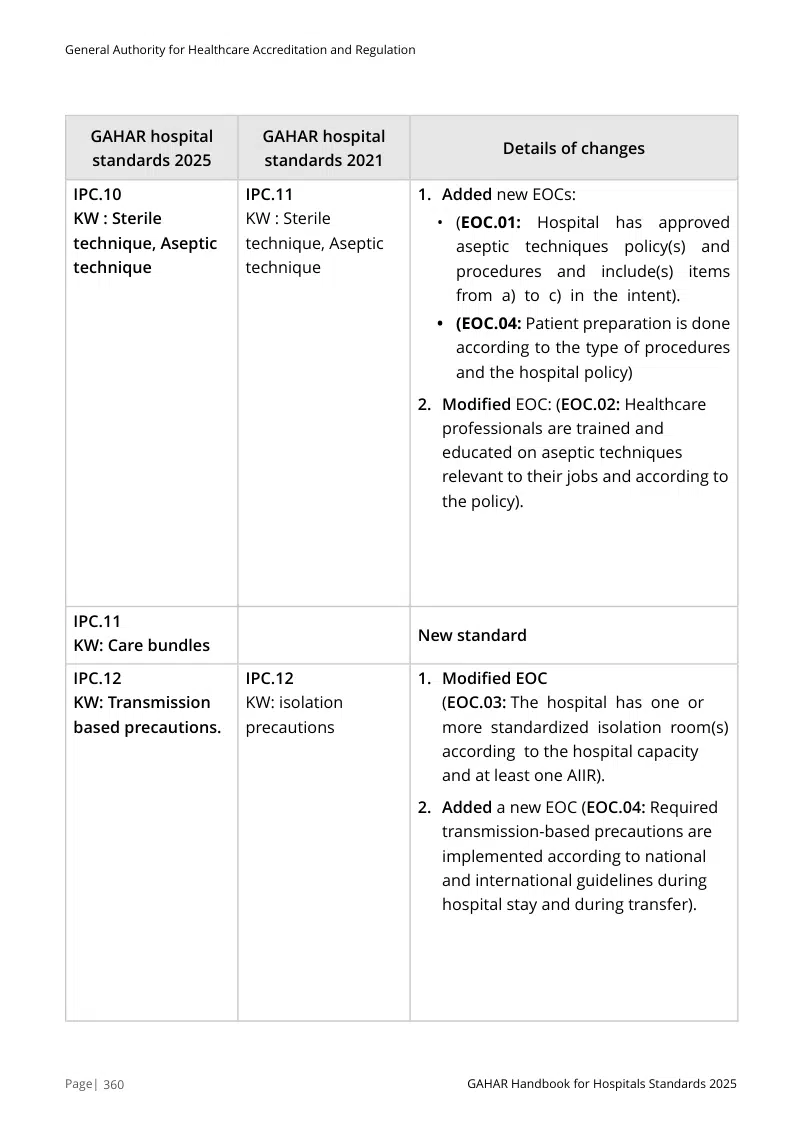 General Authority for Healthcare Accreditation and Regulation
GAHAR hospital
standards 2025
GAHAR hospital
standards 2021
Details of changes
IPC.10
KW : Sterile
technique, Aseptic
technique
IPC.11
KW : Sterile
technique, Aseptic
technique
1. Added new EOCs:
• (EOC.01: Hospital has approved
aseptic techniques policy(s) and
procedures and include(s) items
from a) to c) in the intent).
• (EOC.04: Patient preparation is done
according to the type of procedures
and the hospital policy)
2. Modified EOC: (EOC.02: Healthcare
professionals are trained and
educated on aseptic techniques
relevant to their jobs and according to
the policy).
IPC.11
KW: Care bundles
New standard
IPC.12
KW: Transmission
based precautions.
IPC.12
KW: isolation
precautions
1. Modified EOC
(EOC.03: The hospital has one or
more standardized isolation room(s)
according to the hospital capacity
and at least one AIIR).
2. Added a new EOC (EOC.04: Required
transmission-based precautions are
implemented according to national
and international guidelines during
hospital stay and during transfer).
Page| 360
GAHAR Handbook for Hospitals Standards 2025